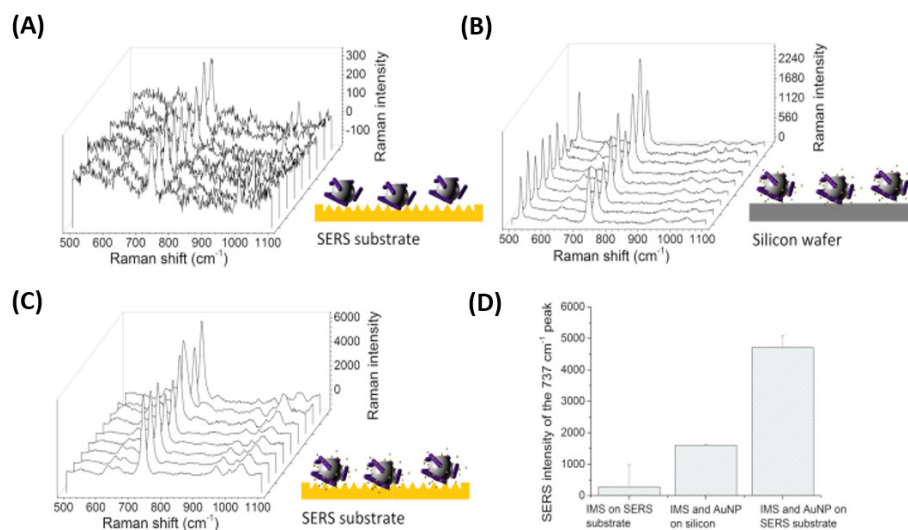 (A)
300
200
100
0
-100
Raman intensity
500 600 700 800 900 1000 1100
Raman shift (cm⁻¹)
SERS substrate
(B)
2240
1680
1120
560
0
Raman intensity
500 600 700 800 900 1000 1100
Raman shift (cm⁻¹)
Silicon wafer
(C)
6000
4000
2000
0
Raman intensity
500 600 700 800 900 1000 1100
Raman shift (cm⁻¹)
SERS substrate
(D)
SERS intensity of the 737 cm⁻¹ peak
6000
5000
4000
3000
2000
1000
0
IMS on SERS
substrate
IMS and AuNP
on silicon
IMS and AuNP on
SERS substrate